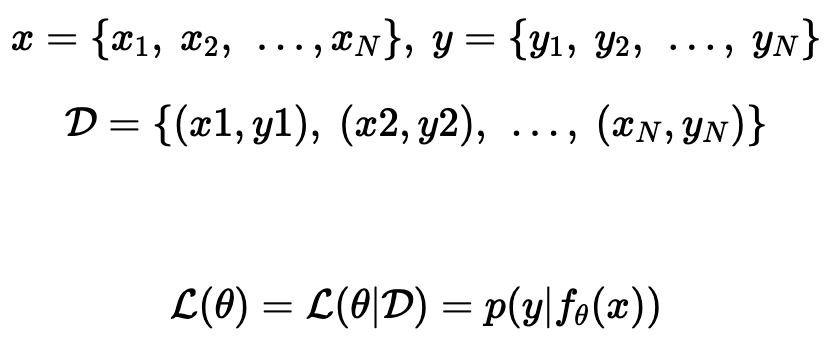 x = {x₁, x₂, ..., x_N}, y = {y₁, y₂, ..., y_N}
𝒟 = {(x1, y1), (x2, y2), ..., (x_N, y_N)}
ℒ(θ) = ℒ(θ|𝒟) = p(y|f_θ(x))